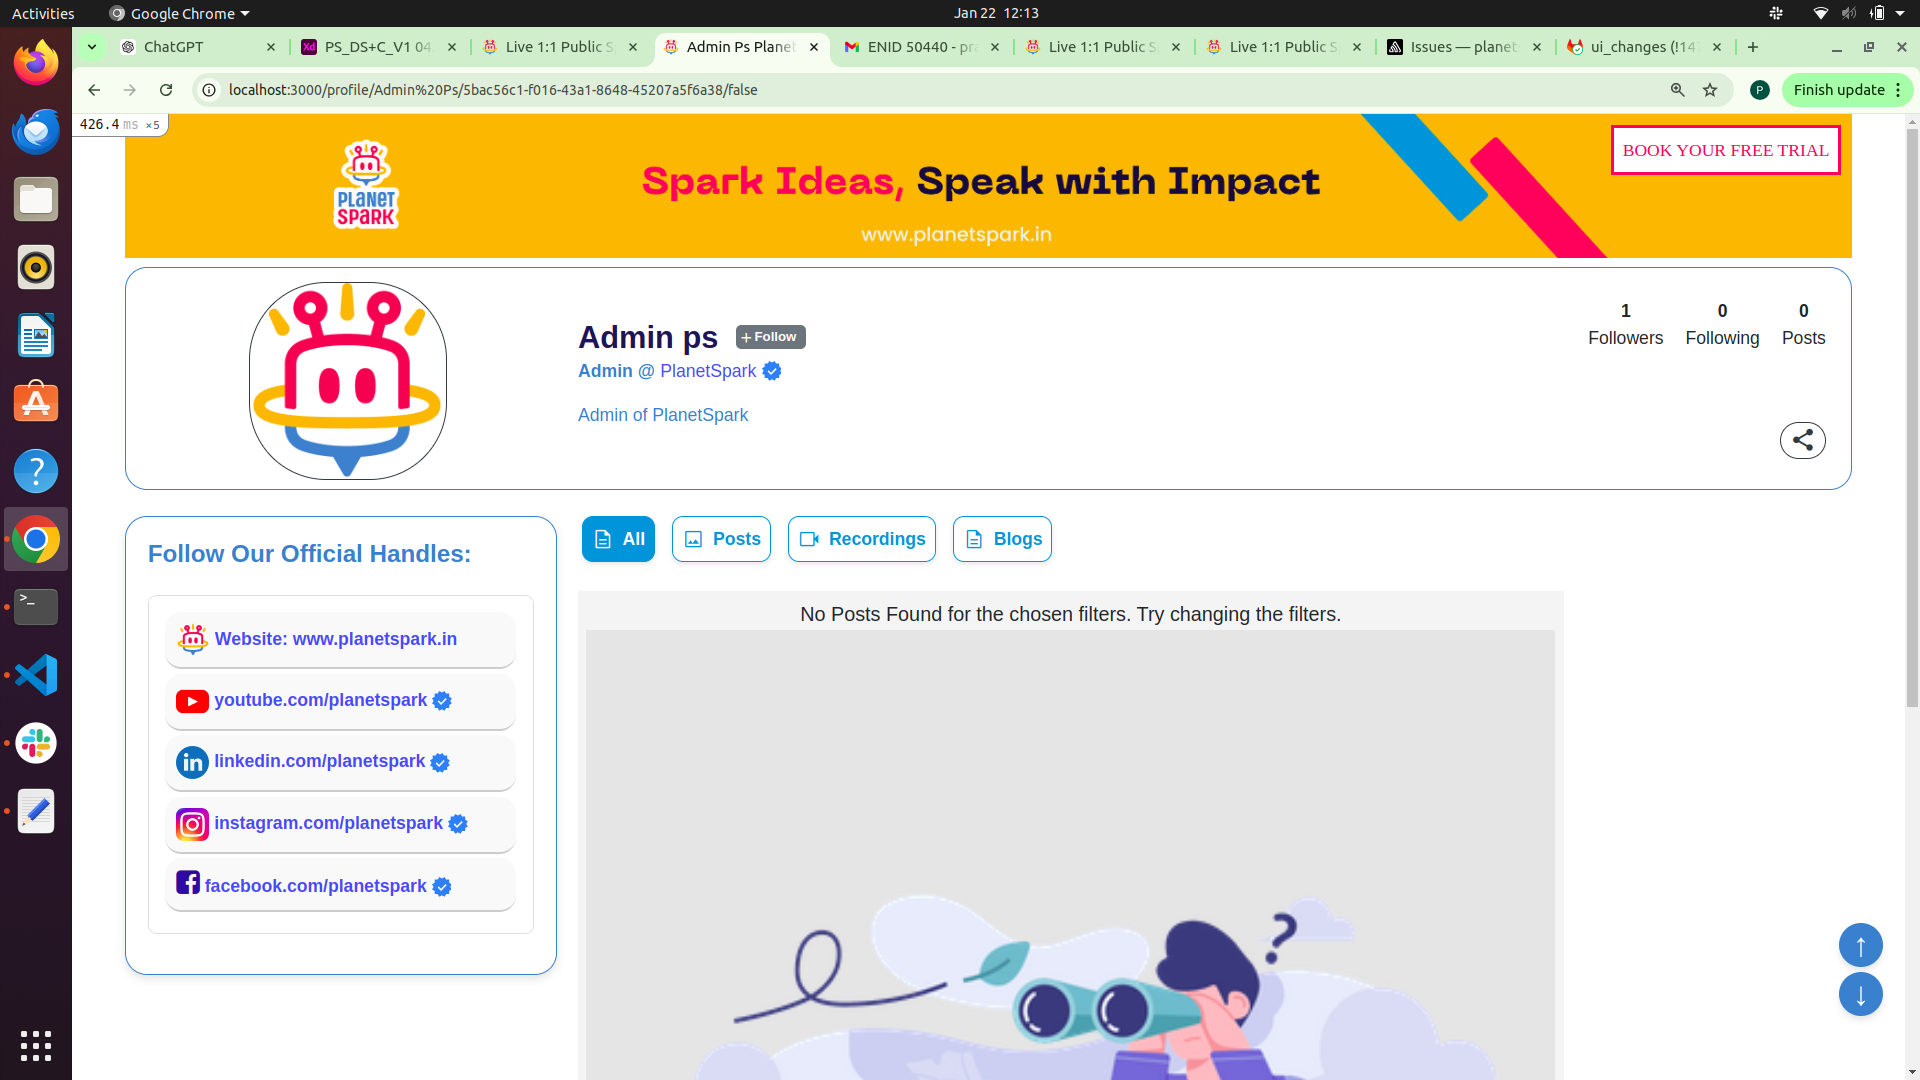 Activities
Google Chrome
Jan 22 12:13
ChatGPT
PS_DS+C_V1 04.
Live 1:1 Public S
Admin Ps Planet
ENID 50440 - pra
Live 1:1 Public S
Live 1:1 Public S
Issues — planet
ui_changes (!147
localhost:3000/profile/Admin%20Ps/5bac56c1-f016-43a1-8648-45207a5f6a38/false
P
Finish update
426.4 ms ×5
PLANET
SPARK
Spark Ideas, Speak with Impact
www.planetspark.in
BOOK YOUR FREE TRIAL
Admin ps
+ Follow
Admin @ PlanetSpark
Admin of PlanetSpark
1 0 0
Followers Following Posts
Follow Our Official Handles:
Website: www.planetspark.in
youtube.com/planetspark
linkedin.com/planetspark
instagram.com/planetspark
facebook.com/planetspark
All
Posts
Recordings
Blogs
No Posts Found for the chosen filters. Try changing the filters.